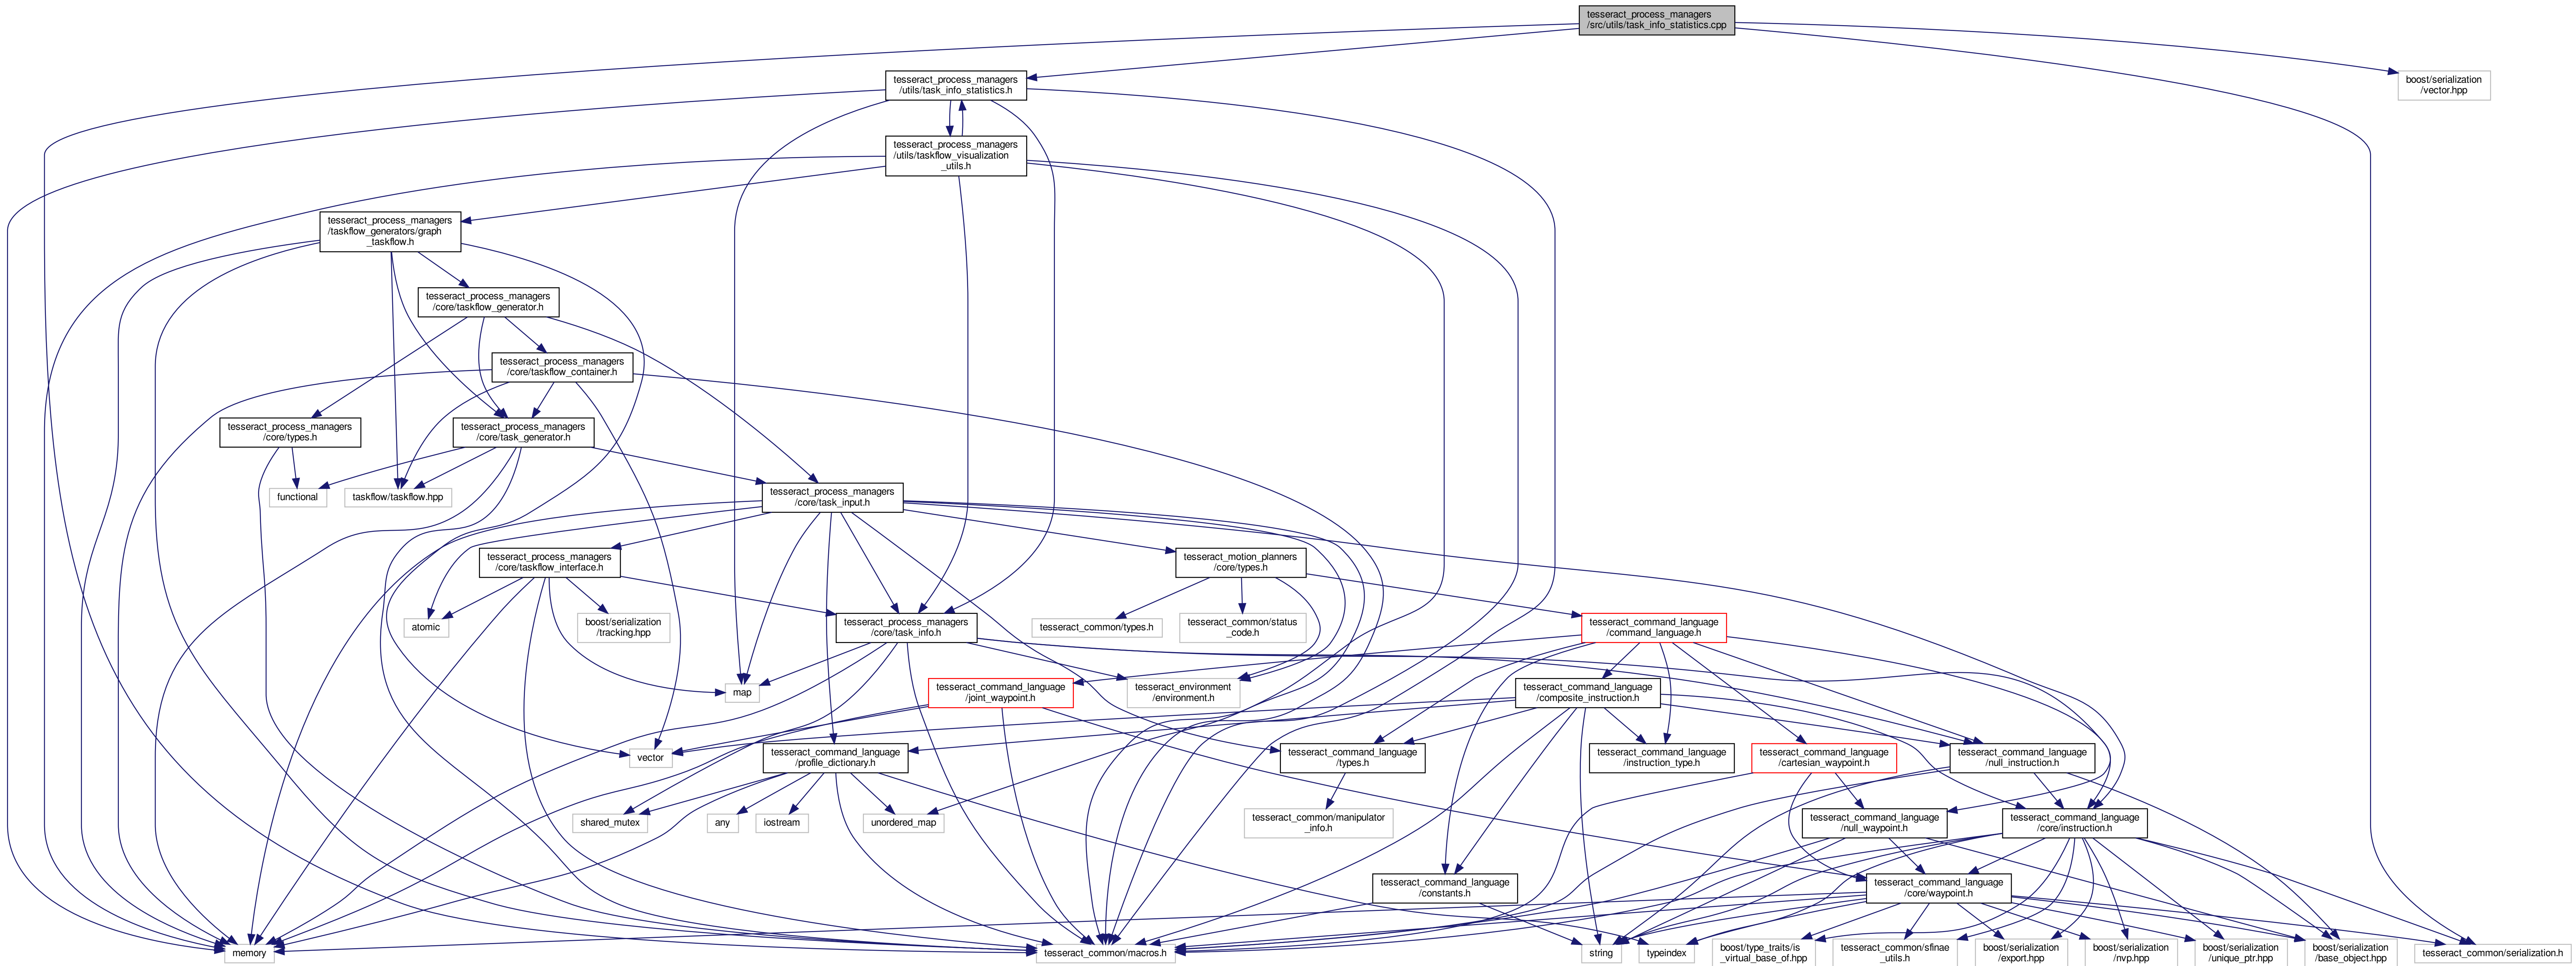 tesseract_process_managers
/src/utils/task_info_statistics.cpp
tesseract_process_managers
/utils/task_info_statistics.h
boost/serialization
/vector.hpp
tesseract_process_managers
/utils/taskflow_visualization
_utils.h
tesseract_process_managers
/taskflow_generators/graph
_taskflow.h
tesseract_process_managers
/core/taskflow_generator.h
tesseract_process_managers
/core/taskflow_container.h
tesseract_process_managers
/core/types.h
tesseract_process_managers
/core/task_generator.h
functional
taskflow/taskflow.hpp
tesseract_process_managers
/core/task_input.h
tesseract_process_managers
/core/taskflow_interface.h
tesseract_motion_planners
/core/types.h
atomic
boost/serialization
/tracking.hpp
tesseract_process_managers
/core/task_info.h
tesseract_common/types.h
tesseract_common/status
_code.h
tesseract_command_language
/command_language.h
map
tesseract_command_language
/joint_waypoint.h
tesseract_environment
/environment.h
tesseract_command_language
/composite_instruction.h
vector
tesseract_command_language
/profile_dictionary.h
tesseract_command_language
/types.h
tesseract_command_language
/instruction_type.h
tesseract_command_language
/cartesian_waypoint.h
tesseract_command_language
/null_instruction.h
shared_mutex
any
iostream
unordered_map
tesseract_common/manipulator
_info.h
tesseract_command_language
/null_waypoint.h
tesseract_command_language
/core/instruction.h
tesseract_command_language
/constants.h
tesseract_command_language
/core/waypoint.h
memory
tesseract_common/macros.h
string
typeindex
boost/type_traits/is
_virtual_base_of.hpp
tesseract_common/sfinae
_utils.h
boost/serialization
/export.hpp
boost/serialization
/nvp.hpp
boost/serialization
/unique_ptr.hpp
boost/serialization
/base_object.hpp
tesseract_common/serialization.h